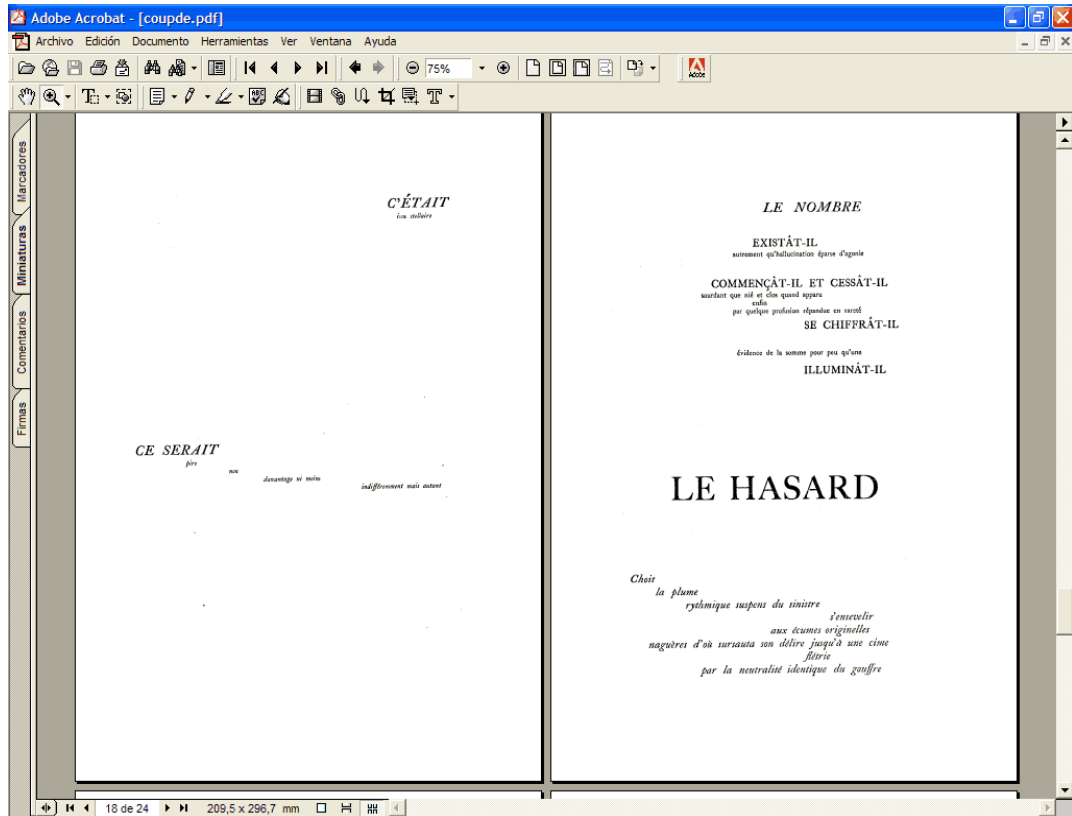 Adobe Acrobat - [coupde.pdf]
Archivo Edición Documento Herramientas Ver Ventana Ayuda
75%
Adobe
Marcadores
Miniaturas
Comentarios
Firmas
C'ÉTAIT
issu stellaire
CE SERAIT
pire
non
davantage ni moins
indifféremment mais autant
LE NOMBRE
EXISTÂT-IL
autrement qu'hallucination éparse d'agonie
COMMENÇÂT-IL ET CESSÂT-IL
sourdant que nié et clos quand apparu
enfin
par quelque profusion répandue en rareté
SE CHIFFRÂT-IL
évidence de la somme pour peu qu'une
ILLUMINÂT-IL
LE HASARD
Choit
la plume
rythmique suspens du sinistre
s'ensevelir
aux écumes originelles
naguères d'où sursauta son délire jusqu'à une cime
flétrie
par la neutralité identique du gouffre
18 de 24
209,5 x 296,7 mm